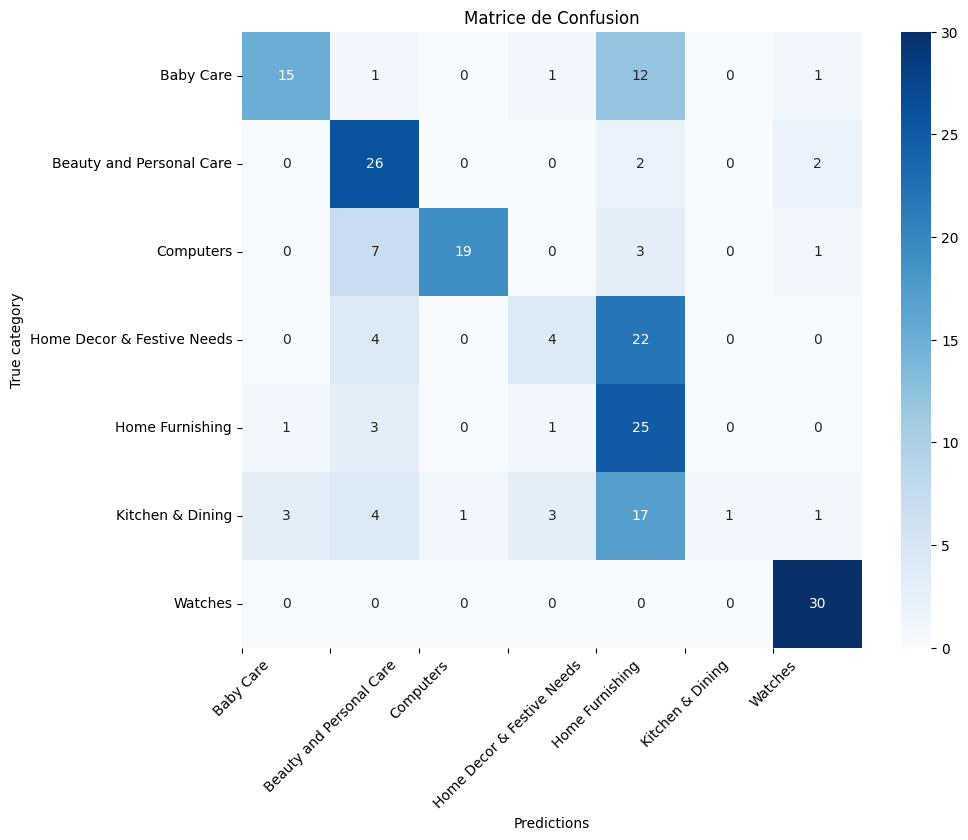 Matrice de Confusion
True category
Baby Care 15 1 0 1 12 0 1
Beauty and Personal Care 0 26 0 0 2 0 2
Computers 0 7 19 0 3 0 1
Home Decor & Festive Needs 0 4 0 4 22 0 0
Home Furnishing 1 3 0 1 25 0 0
Kitchen & Dining 3 4 1 3 17 1 1
Watches 0 0 0 0 0 0 30
Baby Care
Beauty and Personal Care
Computers
Home Decor & Festive Needs
Home Furnishing
Kitchen & Dining
Watches
Predictions
30
25
20
15
10
5
0